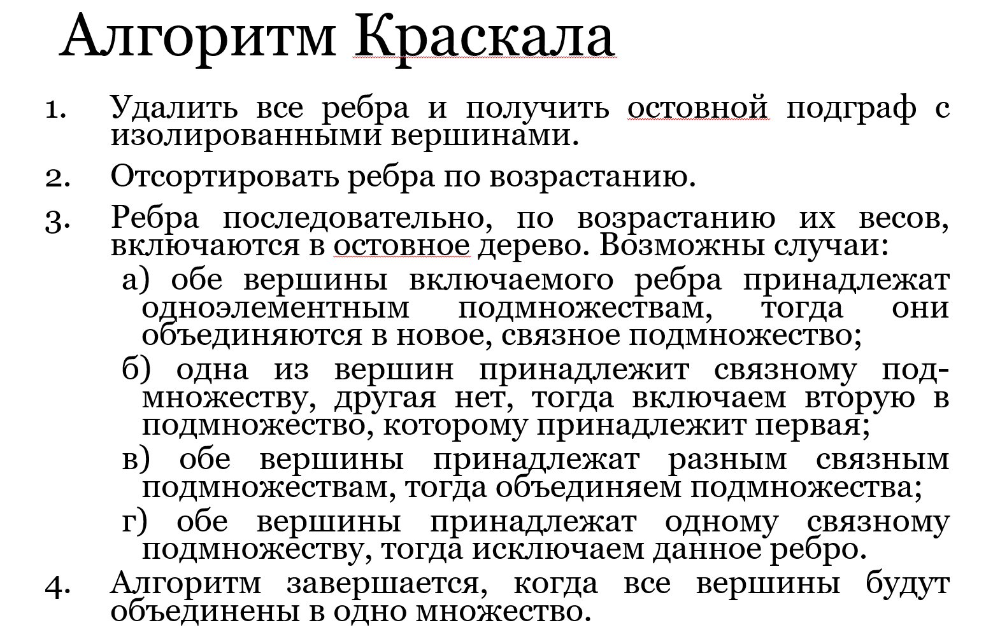 Алгоритм Краскала
1. Удалить все ребра и получить остовной подграф с
изолированными вершинами.
2. Отсортировать ребра по возрастанию.
3. Ребра последовательно, по возрастанию их весов,
включаются в остовное дерево. Возможны случаи:
а) обе вершины включаемого ребра принадлежат
одноэлементным подмножествам, тогда они
объединяются в новое, связное подмножество;
б) одна из вершин принадлежит связному под-
множеству, другая нет, тогда включаем вторую в
подмножество, которому принадлежит первая;
в) обе вершины принадлежат разным связным
подмножествам, тогда объединяем подмножества;
г) обе вершины принадлежат одному связному
подмножеству, тогда исключаем данное ребро.
4. Алгоритм завершается, когда все вершины будут
объединены в одно множество.